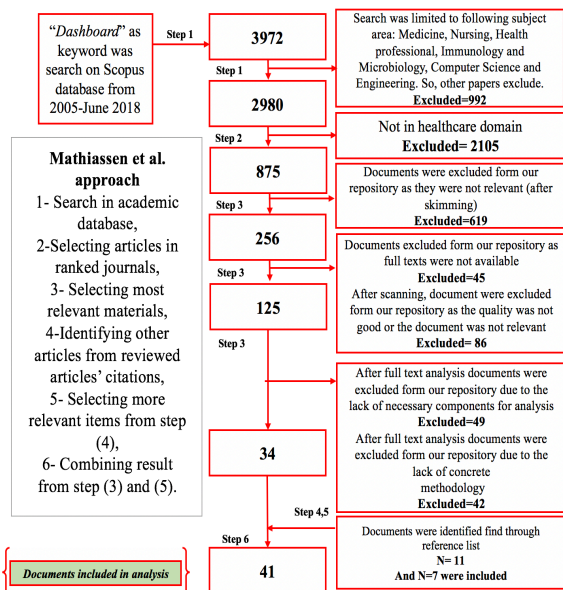 “Dashboard” as
keyword was
search on Scopus
database from
2005-June 2018
Step 1
3972
Step 1
Search was limited to following
subject
area: Medicine, Nursing, Health
professional, Immunology and
Microbiology, Computer Science and
Engineering. So, other papers exclude.
Excluded=992
2980
Step 2
Not in healthcare domain
Excluded= 2105
875
Step 3
Documents were excluded form our
repository as they were not relevant (after
skimming)
Excluded=619
256
Step 3
Documents excluded form our repository as
full texts were not available
Excluded=45
After scanning, document were excluded
form our repository as the quality was not
good or the document was not relevant
Excluded= 86
125
Step 3
After full text analysis documents were
excluded form our repository due to the
lack of necessary components for analysis
Excluded=49
After full text analysis documents were
excluded form our repository due to the
lack of concrete
methodology
Excluded=42
34
Step 4,5
Documents were identified find through
reference list
N= 11
And N=7 were included
Step 6
41
Mathiassen et al.
approach
1- Search in academic
database,
2-Selecting articles in
ranked journals,
3- Selecting most
relevant materials,
4-Identifying other
articles from reviewed
articles’ citations,
5- Selecting more
relevant items from step
(4),
6- Combining result
from step (3) and (5).
Documents included in analysis